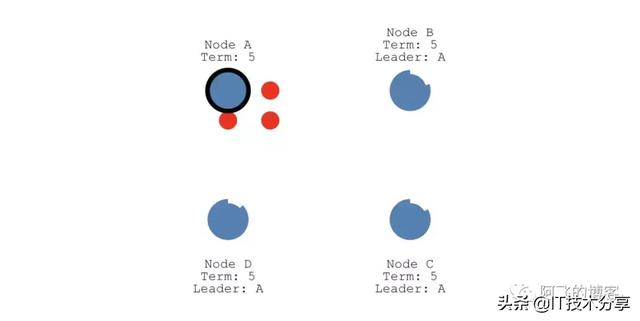 Node A
Term: 5
Node B
Term: 5
Leader: A
Node D
Term: 5
Leader: A
Node C
Term: 5
Leader: A
阿飞的博客
头条 @IT技术分享